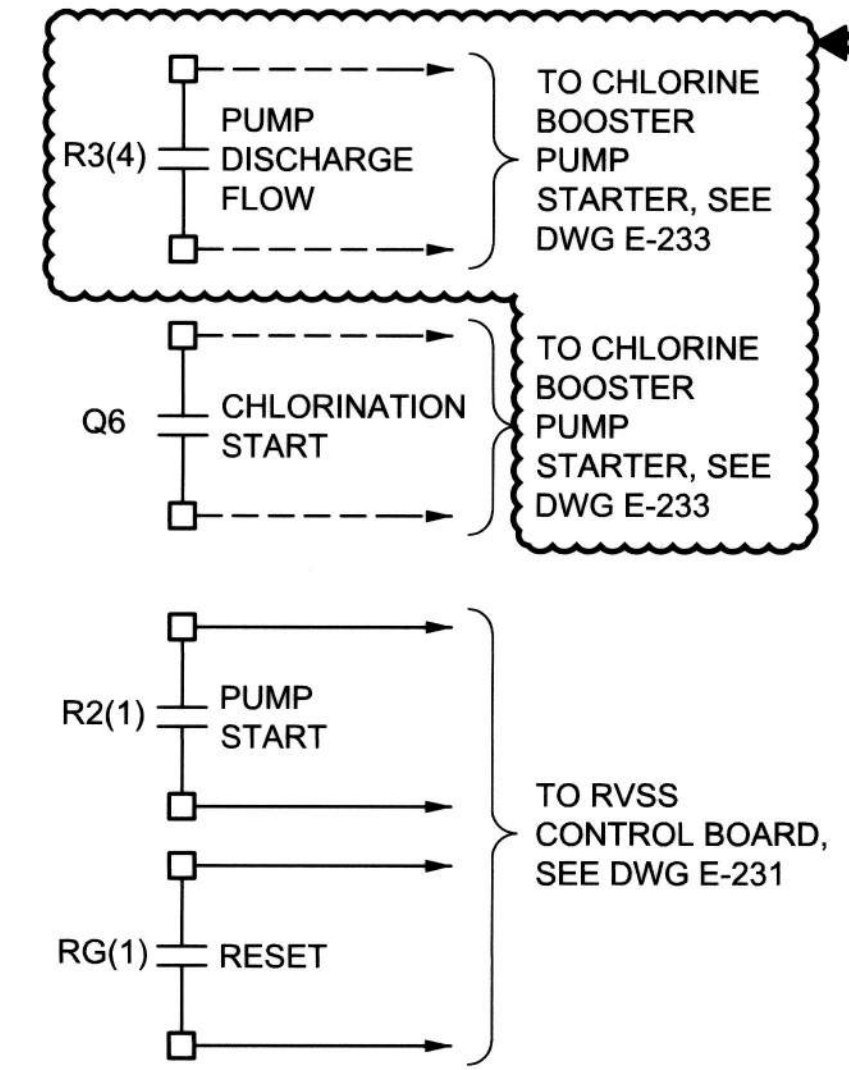 R3(4)
PUMP
DISCHARGE
FLOW
TO CHLORINE
BOOSTER
PUMP
STARTER, SEE
DWG E-233
Q6
CHLORINATION
START
TO CHLORINE
BOOSTER
PUMP
STARTER, SEE
DWG E-233
R2(1)
PUMP
START
RG(1)
RESET
TO RVSS
CONTROL BOARD,
SEE DWG E-231